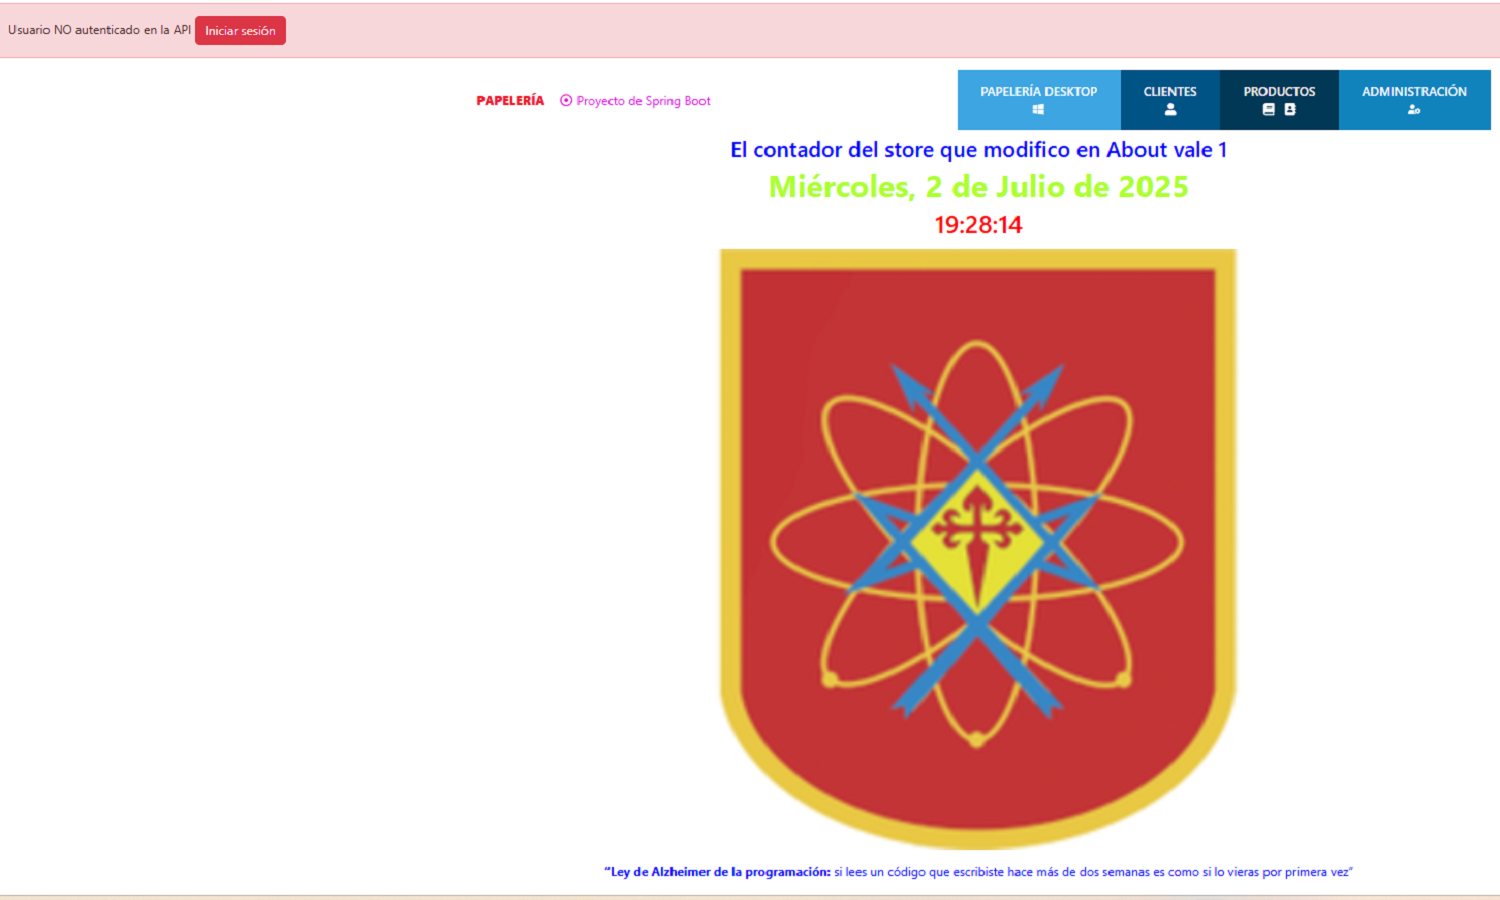 Usuario NO autenticado en la API Iniciar sesión
PAPELERÍA Proyecto de Spring Boot
PAPELERÍA DESKTOP CLIENTES PRODUCTOS ADMINISTRACIÓN
El contador del store que modifico en About vale 1
Miércoles, 2 de Julio de 2025
19:28:14
“Ley de Alzheimer de la programación: si lees un código que escribiste hace más de dos semanas es como si lo vieras por primera vez”